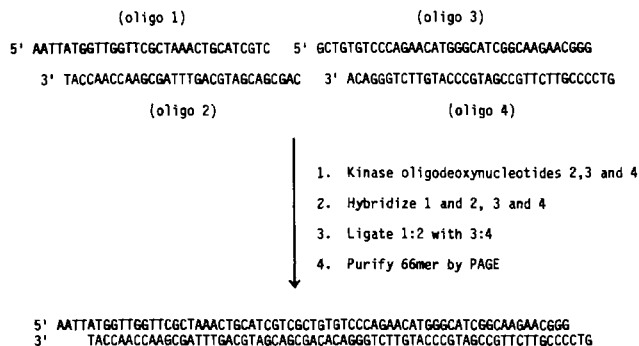 (oligo 1) (oligo 3)
5' AATTATGGTTGGTTCGCTAAACTGCATCGTC 5' GCTGTGTCCCAGAACATGGGCATCGGCAAGAACGGG
3' TACCAACCAAGCGATTTGACGTAGCAGCGAC 3' ACAGGGTCTTGTACCCGTAGCCGTTCTTGCCCCTG
(oligo 2) (oligo 4)
1. Kinase oligodeoxynucleotides 2,3 and 4
2. Hybridize 1 and 2, 3 and 4
3. Ligate 1:2 with 3:4
4. Purify 66mer by PAGE
5' AATTATGGTTGGTTCGCTAAACTGCATCGTCGCTGTGTCCCAGAACATGGGCATCGGCAAGAACGGG
3' TACCAACCAAGCGATTTGACGTAGCAGCGACACAGGGTCTTGTACCCGTAGCCGTTCTTGCCCCTG